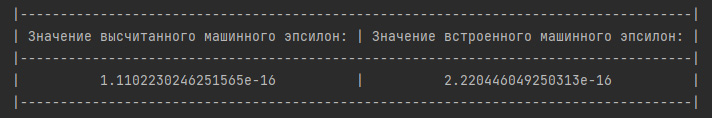 |------------------------------------------------------------------------------------|
| Значение высчитанного машинного эпсилон: | Значение встроенного машинного эпсилон: |
|------------------------------------------------------------------------------------|
| 1.1102230246251565e-16 | 2.220446049250313e-16 |
|------------------------------------------------------------------------------------|